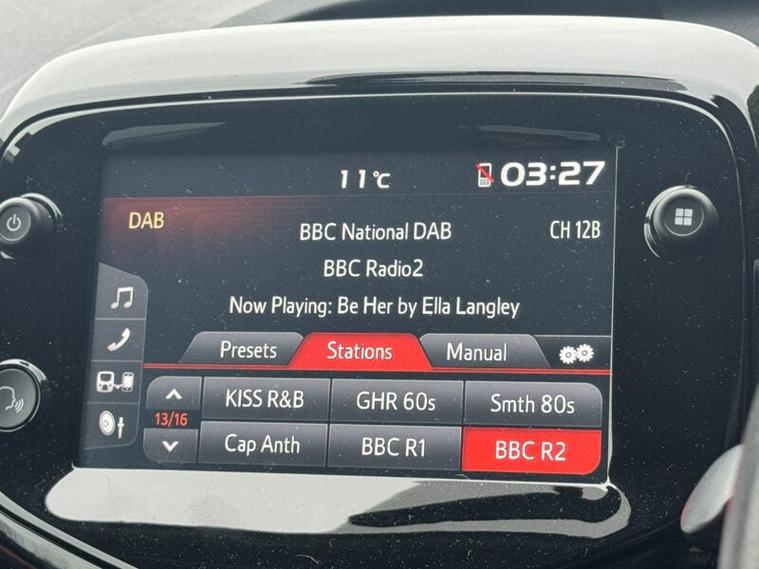 11°C
03:27
DAB
BBC National DAB
CH 12B
BBC Radio2
Now Playing: Be Her by Ella Langley
Presets
Stations
Manual
KISS R&B
GHR 60s
Smth 80s
13/16
Cap Anth
BBC R1
BBC R2